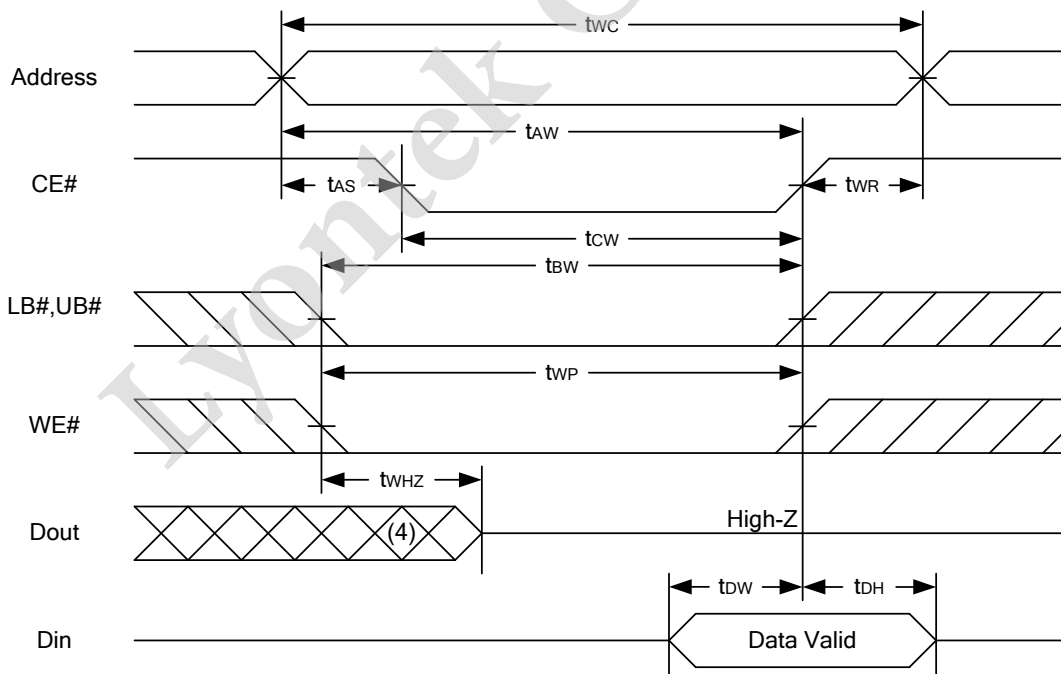 tWC
Address
tAW
CE#
tAS
tWR
tCW
tBW
LB#,UB#
tWP
WE#
tWHZ
Dout
(4)
High-Z
tDW
tDH
Din
Data Valid
Lyontek